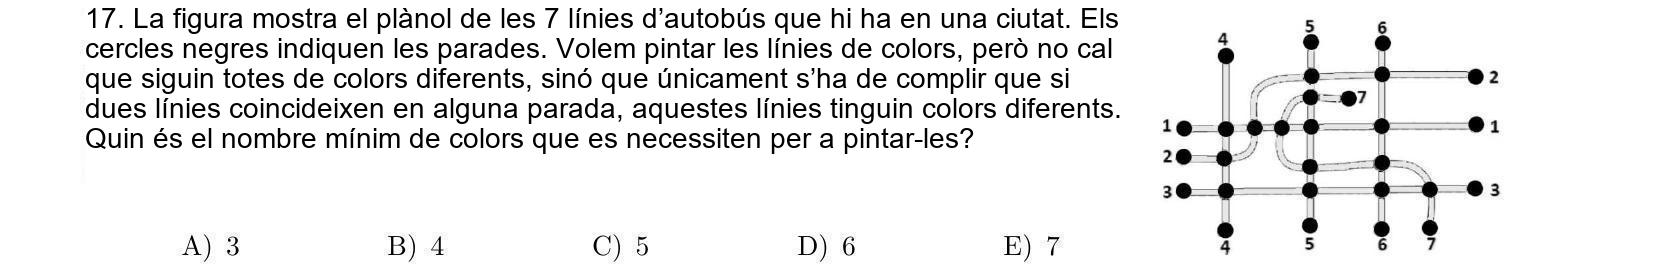 17. La figura mostra el plànol de les 7 línies d’autobús que hi ha en una ciutat. Els
cercles negres indiquen les parades. Volem pintar les línies de colors, però no cal
que siguin totes de colors diferents, sinó que únicament s’ha de complir que si
dues línies coincideixen en alguna parada, aquestes línies tinguin colors diferents.
Quin és el nombre mínim de colors que es necessiten per a pintar-les?
A) 3 B) 4 C) 5 D) 6 E) 7
4 5 6
2
7
1 1
2
3 3
4 5 6 7